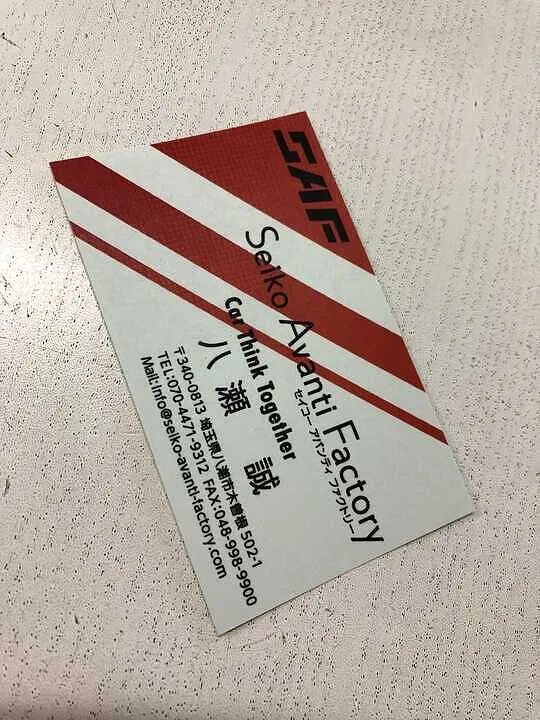 SAF
Seiko Avanti Factory
セイコー アバンティ ファクトリー
Car Think Together
八瀬 誠
〒340-0813 埼玉県八潮市木曽根 502-1
TEL:070-4471-9312 FAX:048-998-9900
Mail:info@seiko-avanti-factory.com